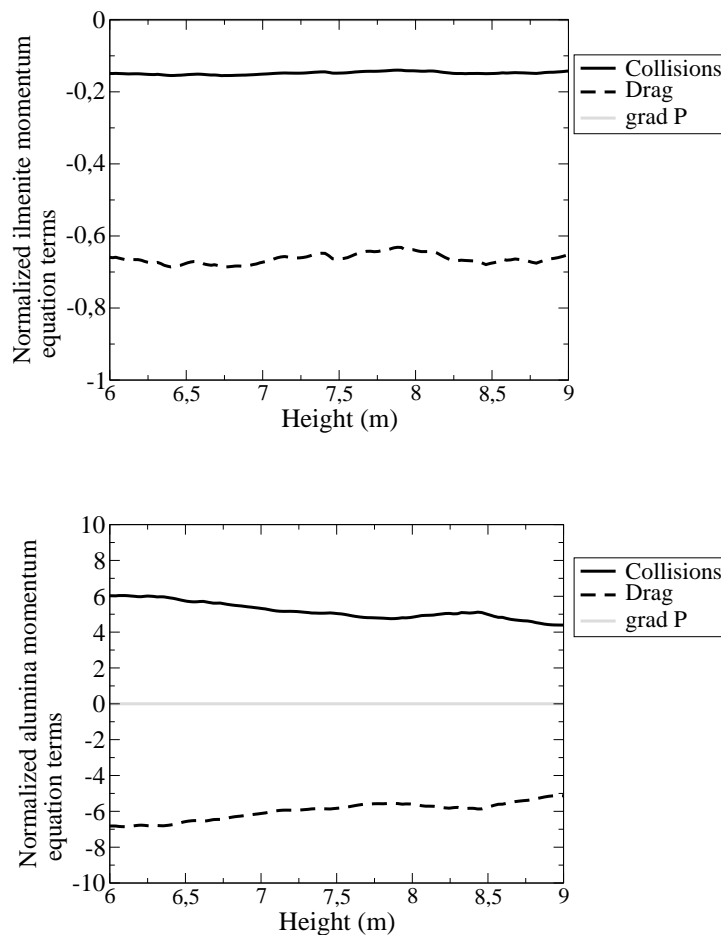 0
-0,2
-0,4
-0,6
-0,8
-1
Normalized ilmenite momentum
equation terms
6
6,5
7
7,5
8
8,5
9
Height (m)
Collisions
Drag
grad P
10
8
6
4
2
0
-2
-4
-6
-8
-10
Normalized alumina momentum
equation terms
6
6,5
7
7,5
8
8,5
9
Height (m)
Collisions
Drag
grad P